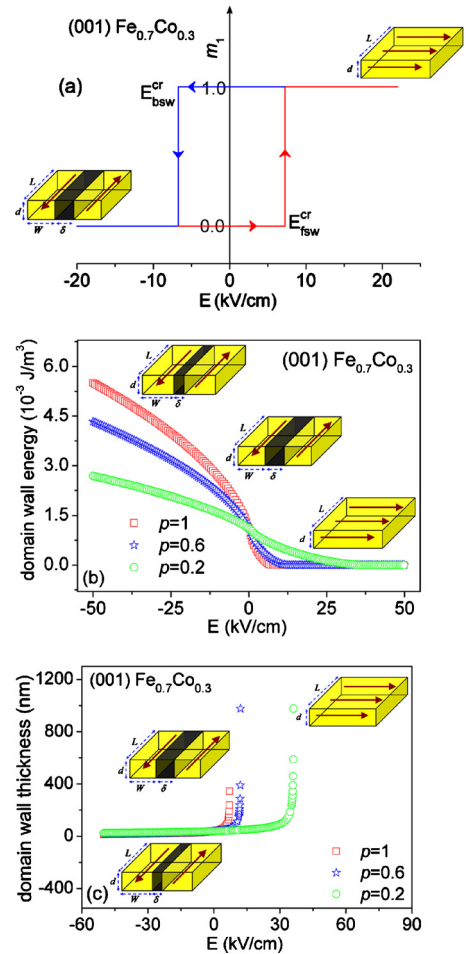 (001) Fe0.7Co0.3
m1
L
d
(a)
1.0
E^cr_bsw
L
d
W δ
0.0
E^cr_fsw
-20 -10 0 10 20
E (kV/cm)
(001) Fe0.7Co0.3
6.0
4.5
3.0
1.5
0.0
domain wall energy (10^-3 J/m^3)
L
d
W δ
L
d
W δ
L
d
p=1
p=0.6
p=0.2
(b)
-50 -25 0 25 50
E (kV/cm)
(001) Fe0.7Co0.3
1200
800
400
0
-400
domain wall thickness (nm)
L
d
L
d
W δ
L
d
W δ
p=1
p=0.6
p=0.2
(c)
-60 -30 0 30 60 90
E (kV/cm)